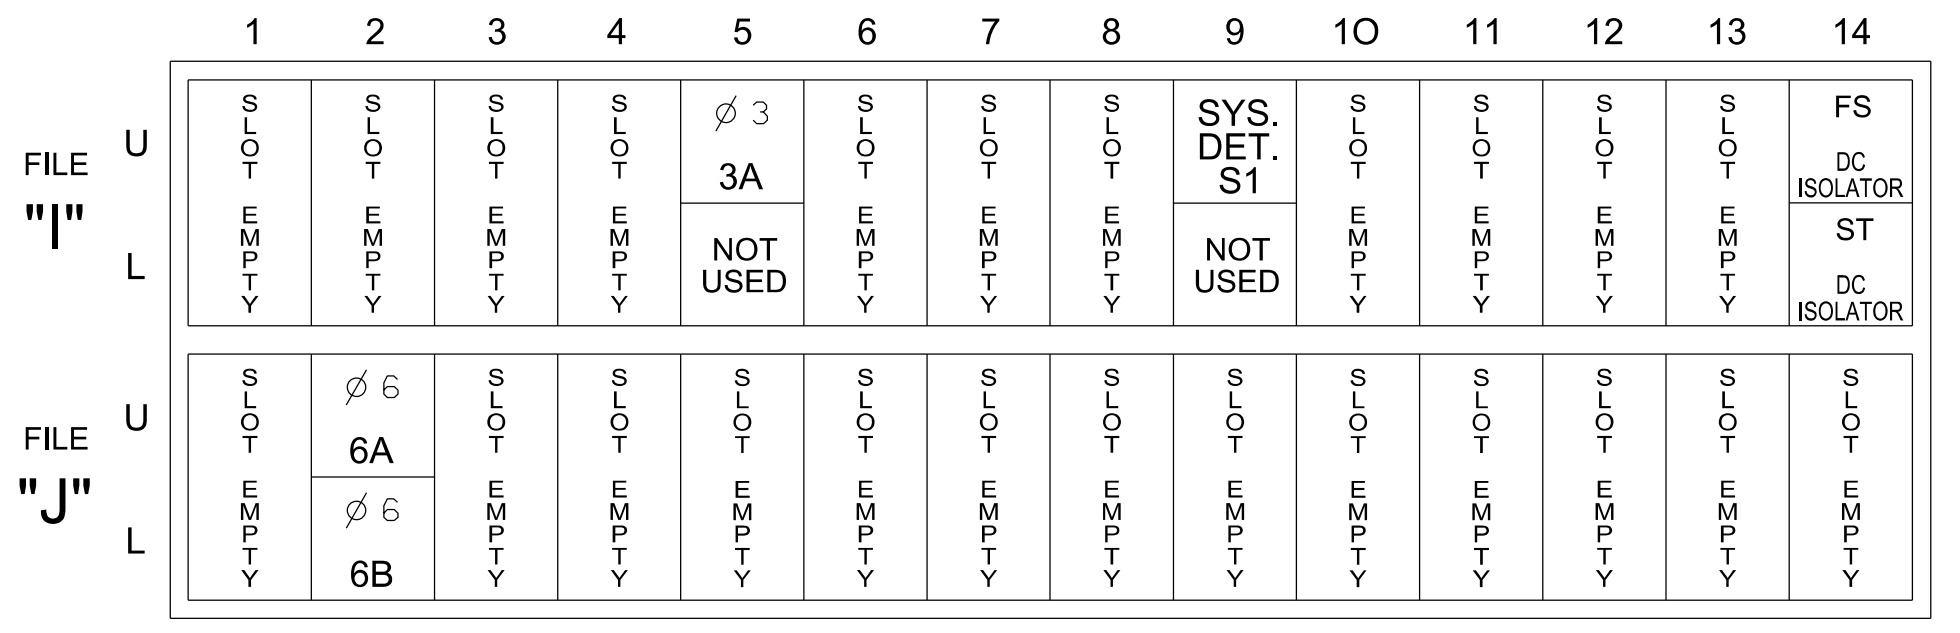 1 2 3 4 5 6 7 8 9 10 11 12 13 14
FILE
"I"
U
L
SLOT EMPTY
SLOT EMPTY
SLOT EMPTY
SLOT EMPTY
Ø 3
3A
NOT
USED
SLOT EMPTY
SLOT EMPTY
SLOT EMPTY
SYS.
DET.
S1
NOT
USED
SLOT EMPTY
SLOT EMPTY
SLOT EMPTY
SLOT EMPTY
FS
DC
ISOLATOR
ST
DC
ISOLATOR
FILE
"J"
U
L
SLOT EMPTY
Ø 6
6A
Ø 6
6B
SLOT EMPTY
SLOT EMPTY
SLOT EMPTY
SLOT EMPTY
SLOT EMPTY
SLOT EMPTY
SLOT EMPTY
SLOT EMPTY
SLOT EMPTY
SLOT EMPTY
SLOT EMPTY
SLOT EMPTY